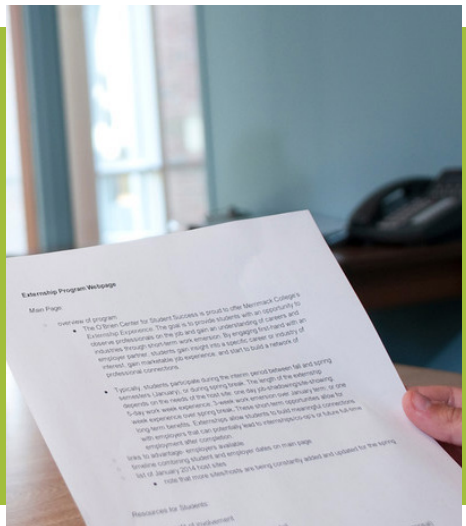 Externship Program Webpage
Main Page:
overview of program
The O'Brien Center for Student Success is proud to offer Merrimack College's
Externship Experience. The goal is to provide students with an opportunity to
observe professionals on the job and gain an understanding of careers and
industries through short-term work emersion. By engaging first-hand with an
employer partner, students gain insight into a specific career or industry of
interest, gain marketable job experience, and start to build a network of
professional connections.
Typically, students participate during the interim period between fall and spring
semesters (January), or during spring break. The length of the externship
depends on the needs of the host site: one day job shadowing/site-showing,
5-day work week experience, 3-week work emersion over January term, or one
week experience over spring break. These short term opportunities allow for
long-term benefits. Externships allow students to build meaningful connections
with employers that can potentially lead to internships/co-op's or future full-time
employment after completion
links to advantage: employers available
timeline combining student and employer dates on main page
list of January 2014 host sites
note that more sites/hosts are being constantly added and updated for the spring
Resources for Students:
of involvement